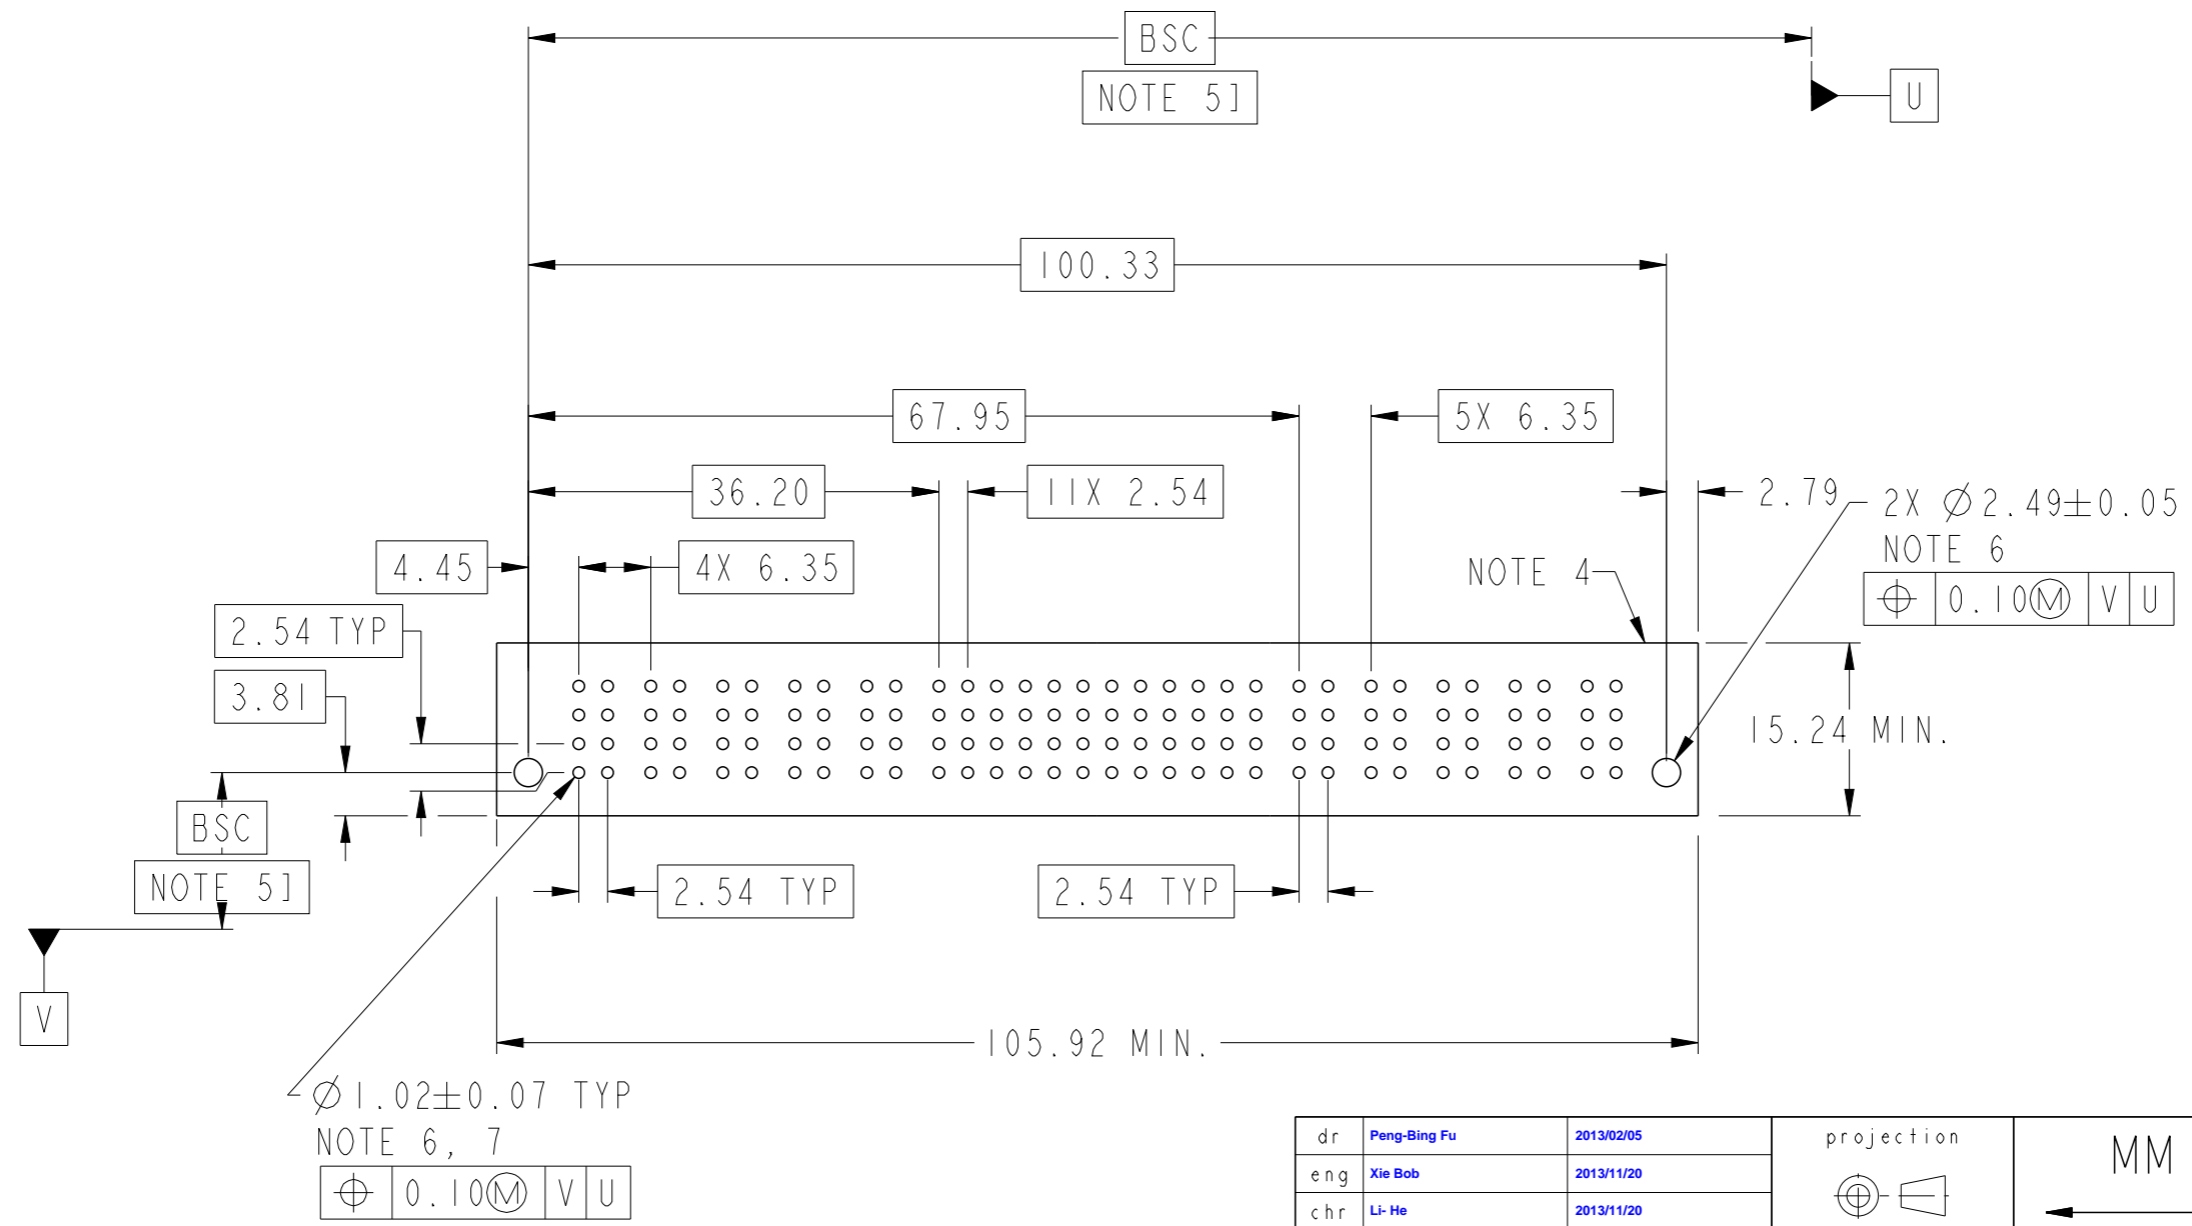 BSC
NOTE 5]
U
100.33
67.95
5X 6.35
36.20
11X 2.54
2.79
2X Ø2.49±0.05
NOTE 6
⌖ 0.10Ⓜ V U
4.45
4X 6.35
NOTE 4
2.54 TYP
3.81
15.24 MIN.
BSC
NOTE 5]
2.54 TYP
2.54 TYP
V
105.92 MIN.
Ø1.02±0.07 TYP
NOTE 6, 7
⌖ 0.10Ⓜ V U
dr Peng-Bing Fu 2013/02/05
eng Xie Bob 2013/11/20
chr Li- He 2013/11/20
projection
MM